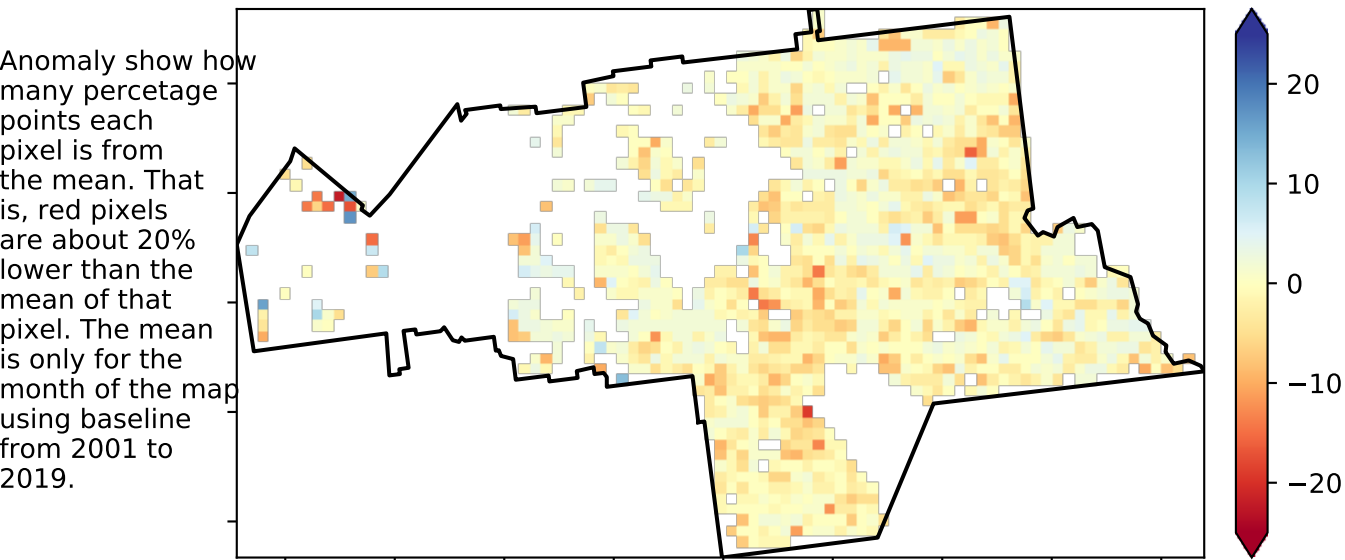 Anomaly show how
many percetage
points each
pixel is from
the mean. That
is, red pixels
are about 20%
lower than the
mean of that
pixel. The mean
is only for the
month of the map
using baseline
from 2001 to
2019.
20
10
0
−10
−20